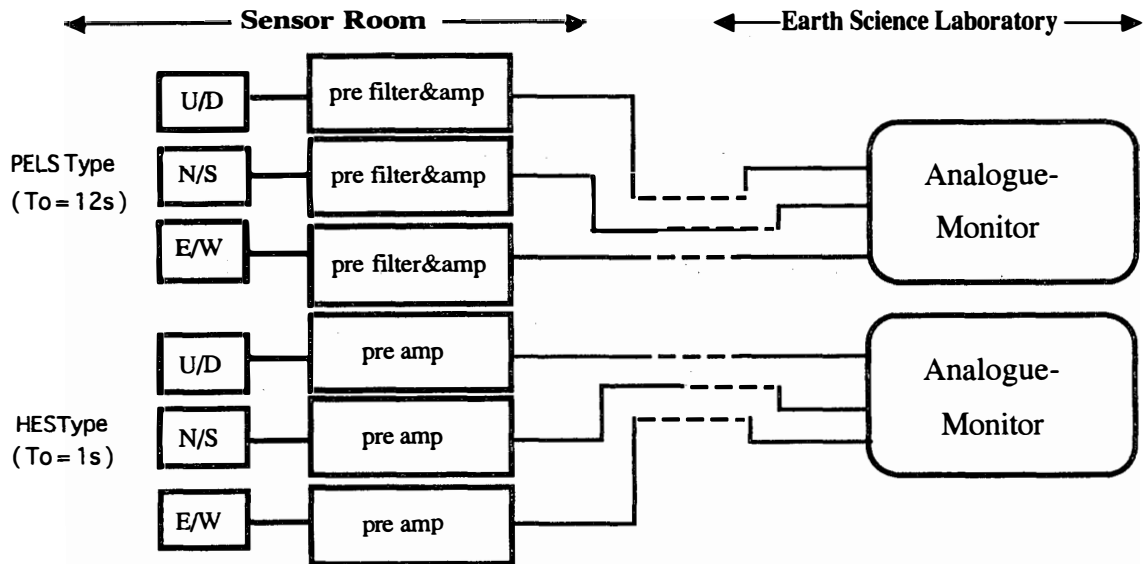 Sensor Room
Earth Science Laboratory
PELS Type
(To=12s)
U/D
pre filter&amp
N/S
pre filter&amp
E/W
pre filter&amp
Analogue-
Monitor
HESType
(To=1s)
U/D
pre amp
N/S
pre amp
E/W
pre amp
Analogue-
Monitor